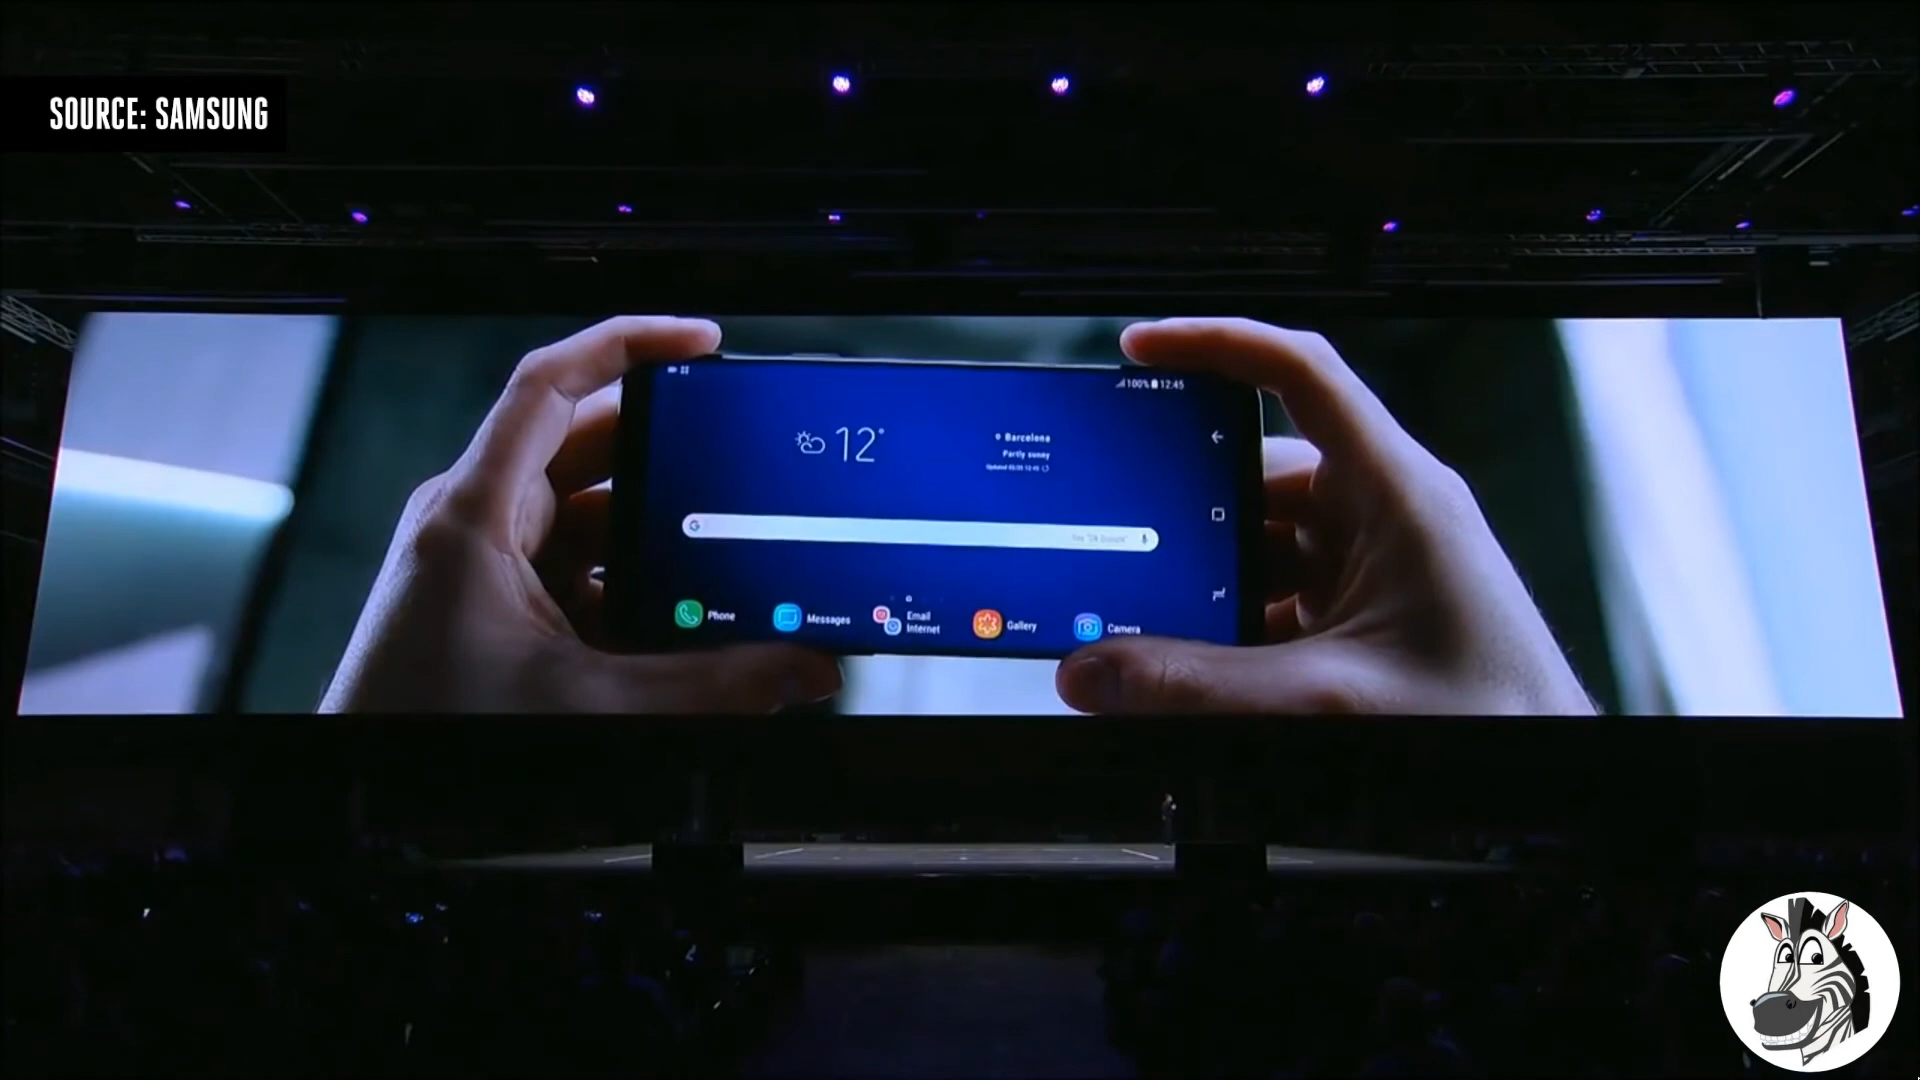 SOURCE: SAMSUNG
100% 12:45
12°
Barcelona
Partly sunny
Phone
Messages
Email
Internet
Gallery
Camera